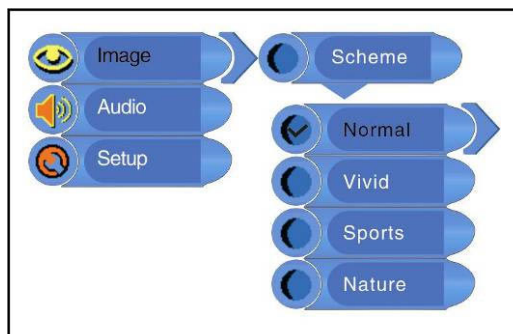 Image
Audio
Setup
Scheme
Normal
Vivid
Sports
Nature